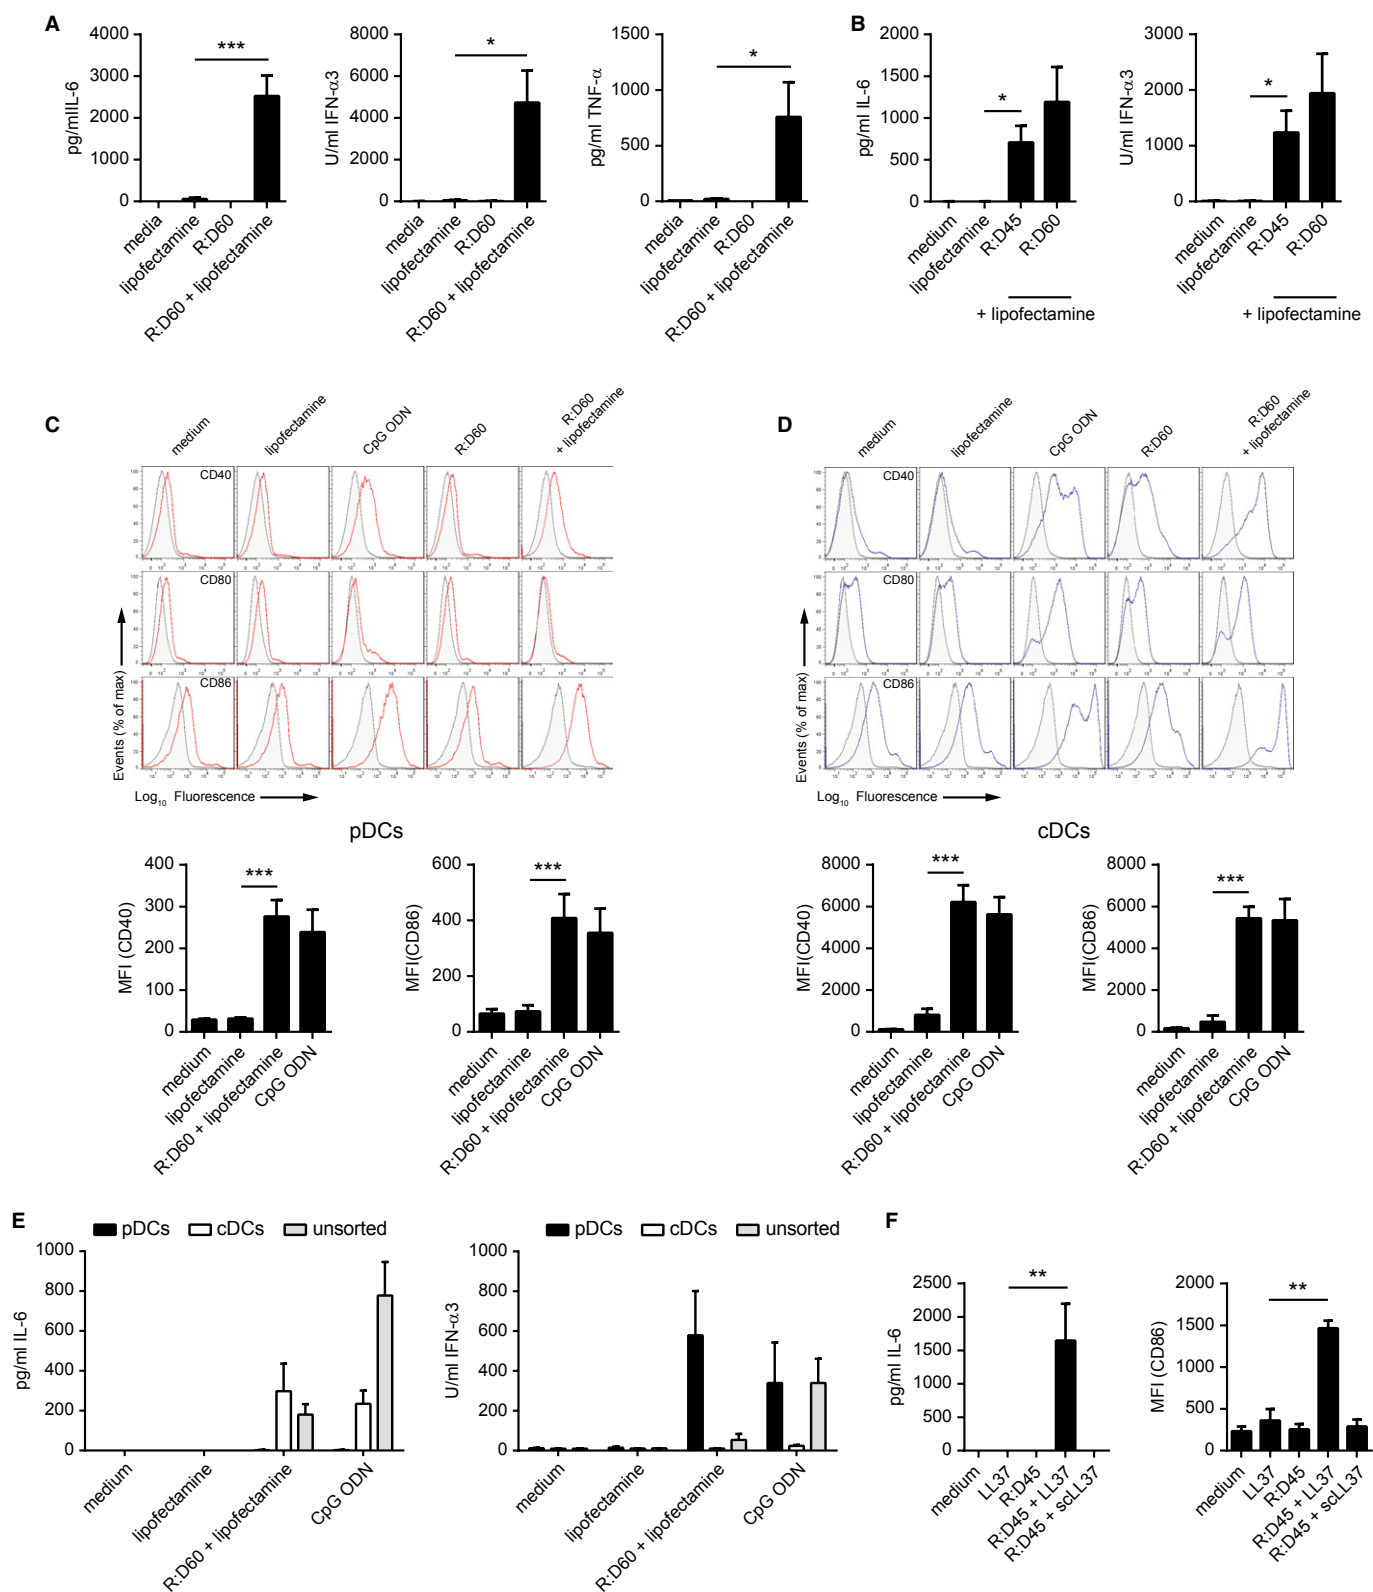 A
4000
3000
2000
1000
0
pg/mlIL-6
***
media
lipofectamine
R:D60
R:D60 + lipofectamine
8000
6000
4000
2000
0
U/ml IFN-α3
*
media
lipofectamine
R:D60
R:D60 + lipofectamine
1500
1000
500
0
pg/ml TNF-α
*
media
lipofectamine
R:D60
R:D60 + lipofectamine
B
2000
1500
1000
500
0
pg/ml IL-6
*
medium
lipofectamine
R:D45
R:D60
+ lipofectamine
3000
2000
1000
0
U/ml IFN-α3
*
medium
lipofectamine
R:D45
R:D60
+ lipofectamine
C
medium
lipofectamine
CpG ODN
R:D60
R:D60
+ lipofectamine
CD40
CD80
CD86
Events (% of max)
Log10 Fluorescence
pDCs
400
300
200
100
0
MFI (CD40)
***
medium
lipofectamine
R:D60 + lipofectamine
CpG ODN
600
400
200
0
MFI(CD86)
***
medium
lipofectamine
R:D60 + lipofectamine
CpG ODN
D
medium
lipofectamine
CpG ODN
R:D60
R:D60
+ lipofectamine
CD40
CD80
CD86
Events (% of max)
Log10 Fluorescence
cDCs
8000
6000
4000
2000
0
MFI(CD40)
***
medium
lipofectamine
R:D60 + lipofectamine
CpG ODN
8000
6000
4000
2000
0
MFI(CD86)
***
medium
lipofectamine
R:D60 + lipofectamine
CpG ODN
E
pDCs cDCs unsorted
1000
800
600
400
200
0
pg/ml IL-6
medium
lipofectamine
R:D60 + lipofectamine
CpG ODN
pDCs cDCs unsorted
1000
800
600
400
200
0
U/ml IFN-α3
medium
lipofectamine
R:D60 + lipofectamine
CpG ODN
F
2500
2000
1500
1000
500
0
pg/ml IL-6
**
medium
LL37
R:D45
R:D45 + LL37
R:D45 + scLL37
2000
1500
1000
500
0
MFI (CD86)
**
medium
LL37
R:D45
R:D45 + LL37
R:D45 + scLL37